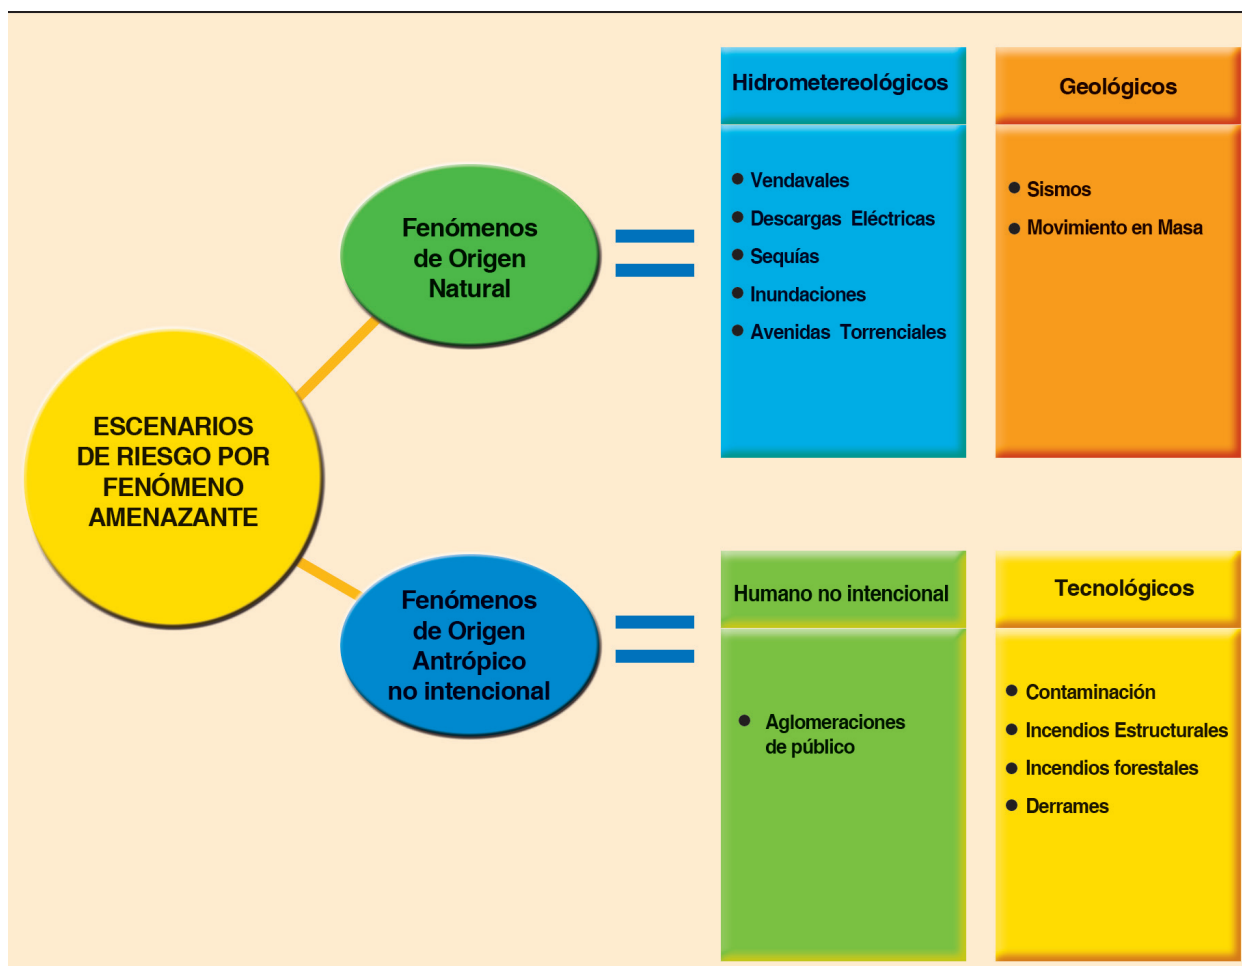 ESCENARIOS
DE RIESGO POR
FENÓMENO
AMENAZANTE
Fenómenos
de Origen
Natural
Hidrometereológicos
Vendavales
Descargas Eléctricas
Sequías
Inundaciones
Avenidas Torrenciales
Geológicos
Sismos
Movimiento en Masa
Fenómenos
de Origen
Antrópico
no intencional
Humano no intencional
Aglomeraciones
de público
Tecnológicos
Contaminación
Incendios Estructurales
Incendios forestales
Derrames